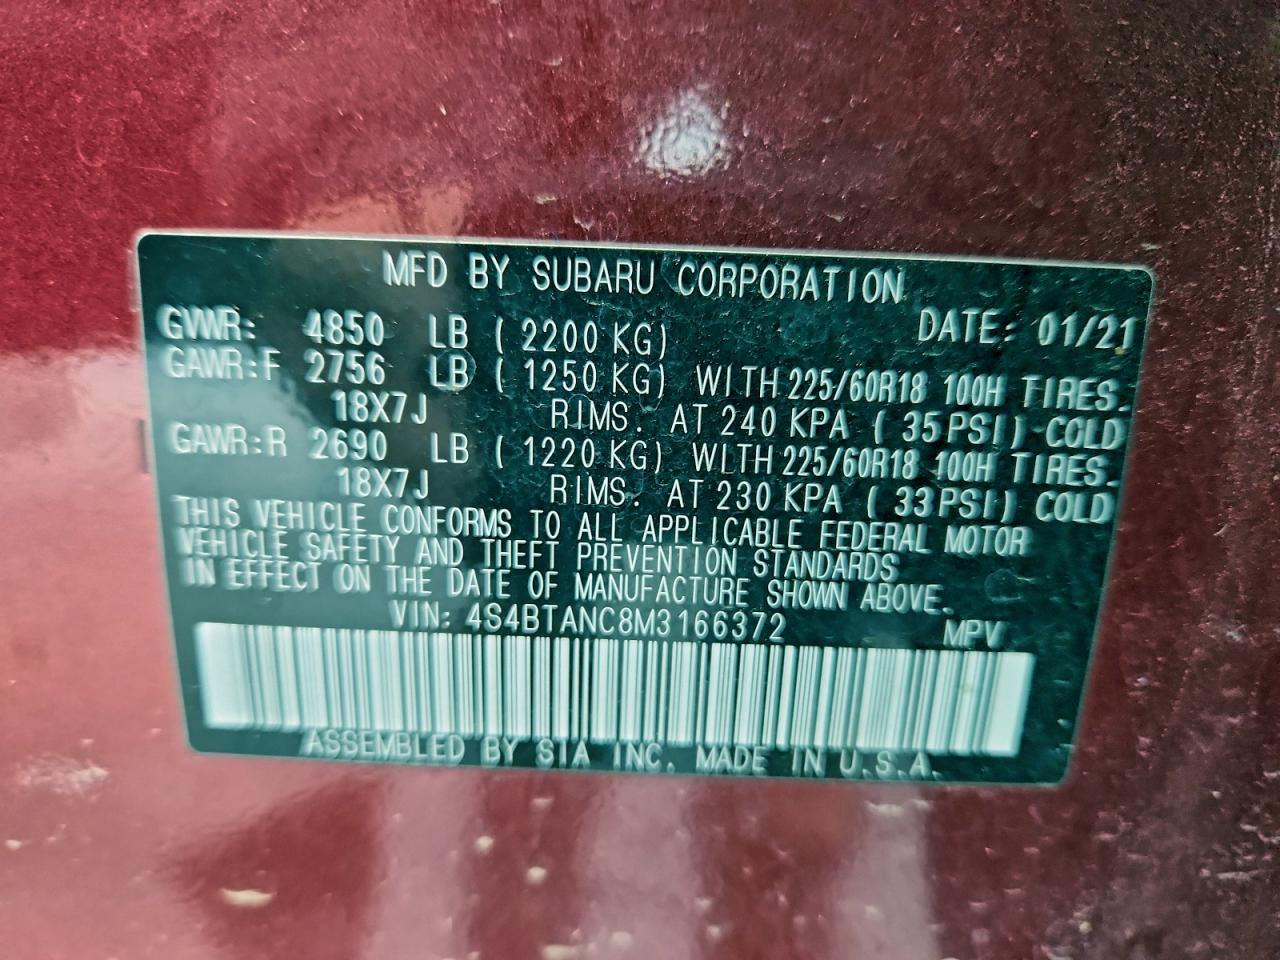 MFD BY SUBARU CORPORATION
GVWR: 4850 LB ( 2200 KG) DATE: 01/21
GAWR:F 2756 LB ( 1250 KG) WITH 225/60R18 100H TIRES.
18X7J RIMS. AT 240 KPA ( 35 PSI) COLD
GAWR:R 2690 LB ( 1220 KG) WITH 225/60R18 100H TIRES.
18X7J RIMS. AT 230 KPA ( 33 PSI) COLD
THIS VEHICLE CONFORMS TO ALL APPLICABLE FEDERAL MOTOR
VEHICLE SAFETY AND THEFT PREVENTION STANDARDS
IN EFFECT ON THE DATE OF MANUFACTURE SHOWN ABOVE.
VIN: 4S4BTANC8M3166372 MPV
ASSEMBLED BY SIA INC. MADE IN U.S.A.